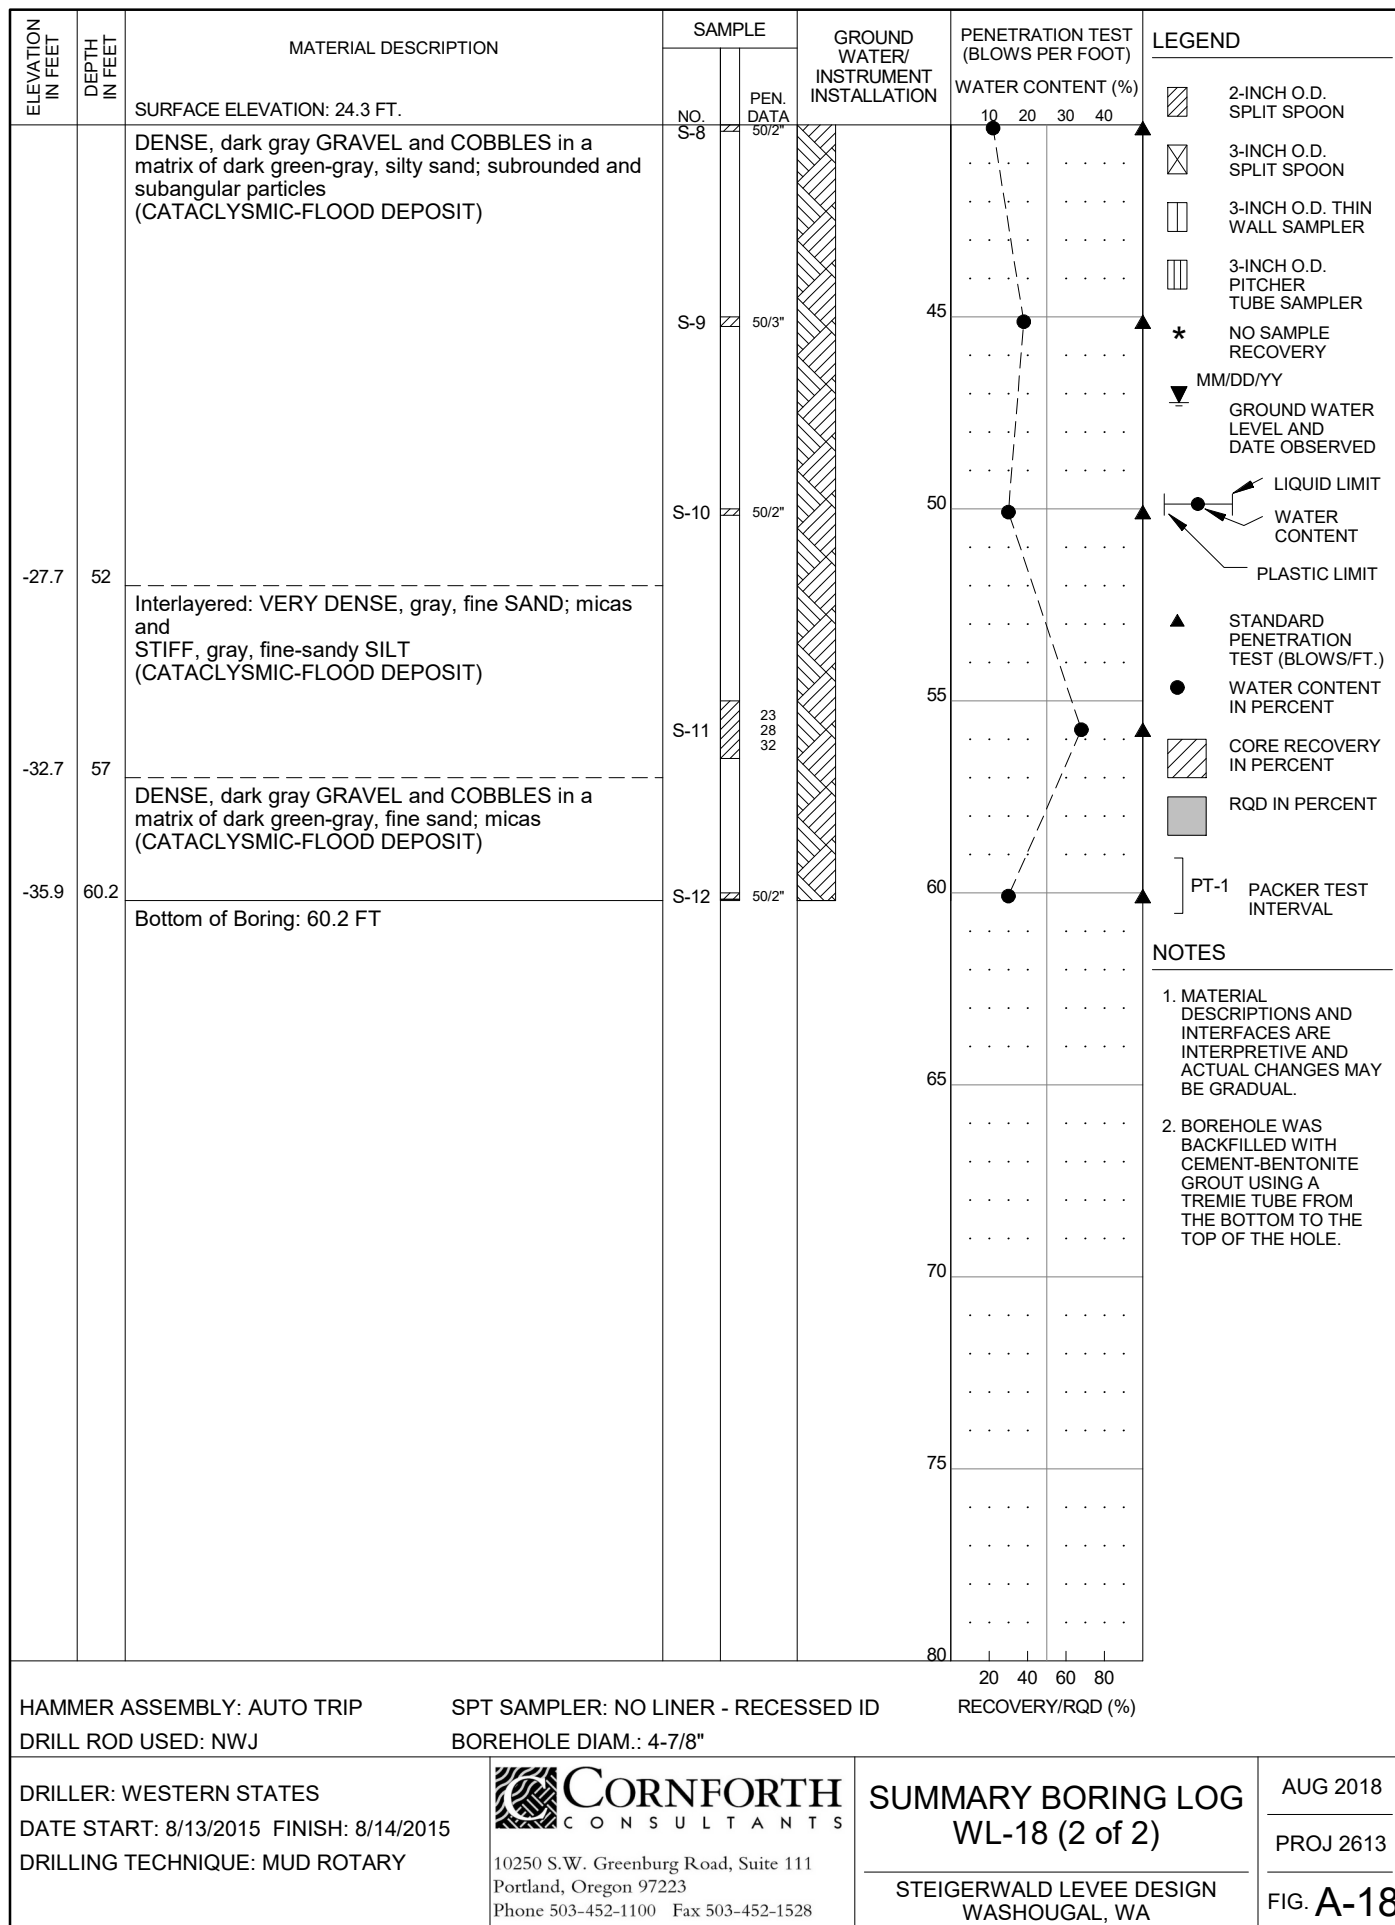 ELEVATION
IN FEET
DEPTH
IN FEET
MATERIAL DESCRIPTION
SURFACE ELEVATION: 24.3 FT.
SAMPLE
NO.
PEN.
DATA
GROUND
WATER/
INSTRUMENT
INSTALLATION
PENETRATION TEST
(BLOWS PER FOOT)
WATER CONTENT (%)
10 20 30 40
DENSE, dark gray GRAVEL and COBBLES in a
matrix of dark green-gray, silty sand; subrounded and
subangular particles
(CATACLYSMIC-FLOOD DEPOSIT)
S-8 50/2"
S-9 50/3"
45
S-10 50/2"
50
-27.7 52
Interlayered: VERY DENSE, gray, fine SAND; micas
and
STIFF, gray, fine-sandy SILT
(CATACLYSMIC-FLOOD DEPOSIT)
55
S-11
23
28
32
-32.7 57
DENSE, dark gray GRAVEL and COBBLES in a
matrix of dark green-gray, fine sand; micas
(CATACLYSMIC-FLOOD DEPOSIT)
-35.9 60.2
S-12 50/2"
60
Bottom of Boring: 60.2 FT
65
70
75
80
20 40 60 80
RECOVERY/RQD (%)
LEGEND
2-INCH O.D.
SPLIT SPOON
3-INCH O.D.
SPLIT SPOON
3-INCH O.D. THIN
WALL SAMPLER
3-INCH O.D.
PITCHER
TUBE SAMPLER
*
NO SAMPLE
RECOVERY
MM/DD/YY
GROUND WATER
LEVEL AND
DATE OBSERVED
LIQUID LIMIT
WATER
CONTENT
PLASTIC LIMIT
STANDARD
PENETRATION
TEST (BLOWS/FT.)
WATER CONTENT
IN PERCENT
CORE RECOVERY
IN PERCENT
RQD IN PERCENT
PT-1
PACKER TEST
INTERVAL
NOTES
1. MATERIAL
DESCRIPTIONS AND
INTERFACES ARE
INTERPRETIVE AND
ACTUAL CHANGES MAY
BE GRADUAL.
2. BOREHOLE WAS
BACKFILLED WITH
CEMENT-BENTONITE
GROUT USING A
TREMIE TUBE FROM
THE BOTTOM TO THE
TOP OF THE HOLE.
HAMMER ASSEMBLY: AUTO TRIP
SPT SAMPLER: NO LINER - RECESSED ID
DRILL ROD USED: NWJ
BOREHOLE DIAM.: 4-7/8"
DRILLER: WESTERN STATES
DATE START: 8/13/2015 FINISH: 8/14/2015
DRILLING TECHNIQUE: MUD ROTARY
CORNFORTH
CONSULTANTS
10250 S.W. Greenburg Road, Suite 111
Portland, Oregon 97223
Phone 503-452-1100 Fax 503-452-1528
SUMMARY BORING LOG
WL-18 (2 of 2)
STEIGERWALD LEVEE DESIGN
WASHOUGAL, WA
AUG 2018
PROJ 2613
FIG. A-18